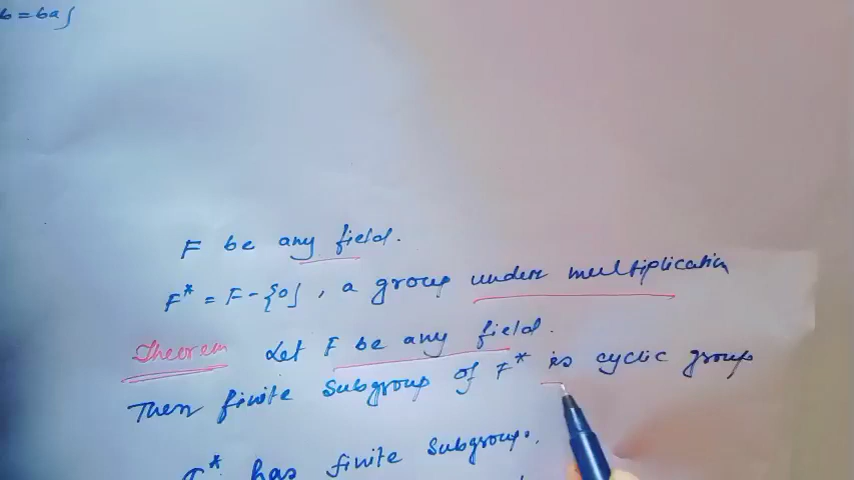 b = ba}
F be any field.
F* = F - {0}, a group under multiplication
Theorem Let F be any field.
Then finite subgroup of F* is cyclic group
has finite subgroup.